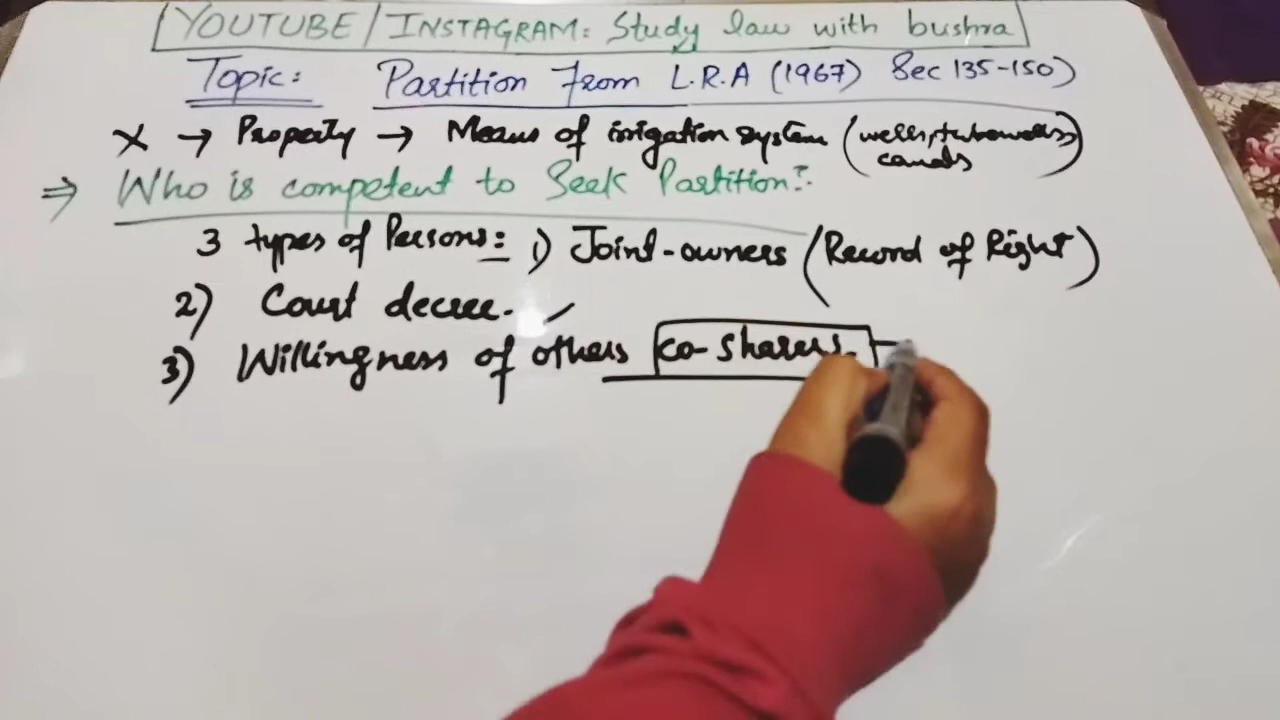 YOUTUBE / INSTAGRAM: Study law with bushra
Topic: Partition From L.R.A (1967) Sec 135-150)
X → Property → Means of irrigation system (wells, tubewells, canals)
⇒ Who is competent to Seek Partition?
3 types of Persons: 1) Joint-owners (Record of Right)
2) Court decree.
3) Willingness of others co-sharers.